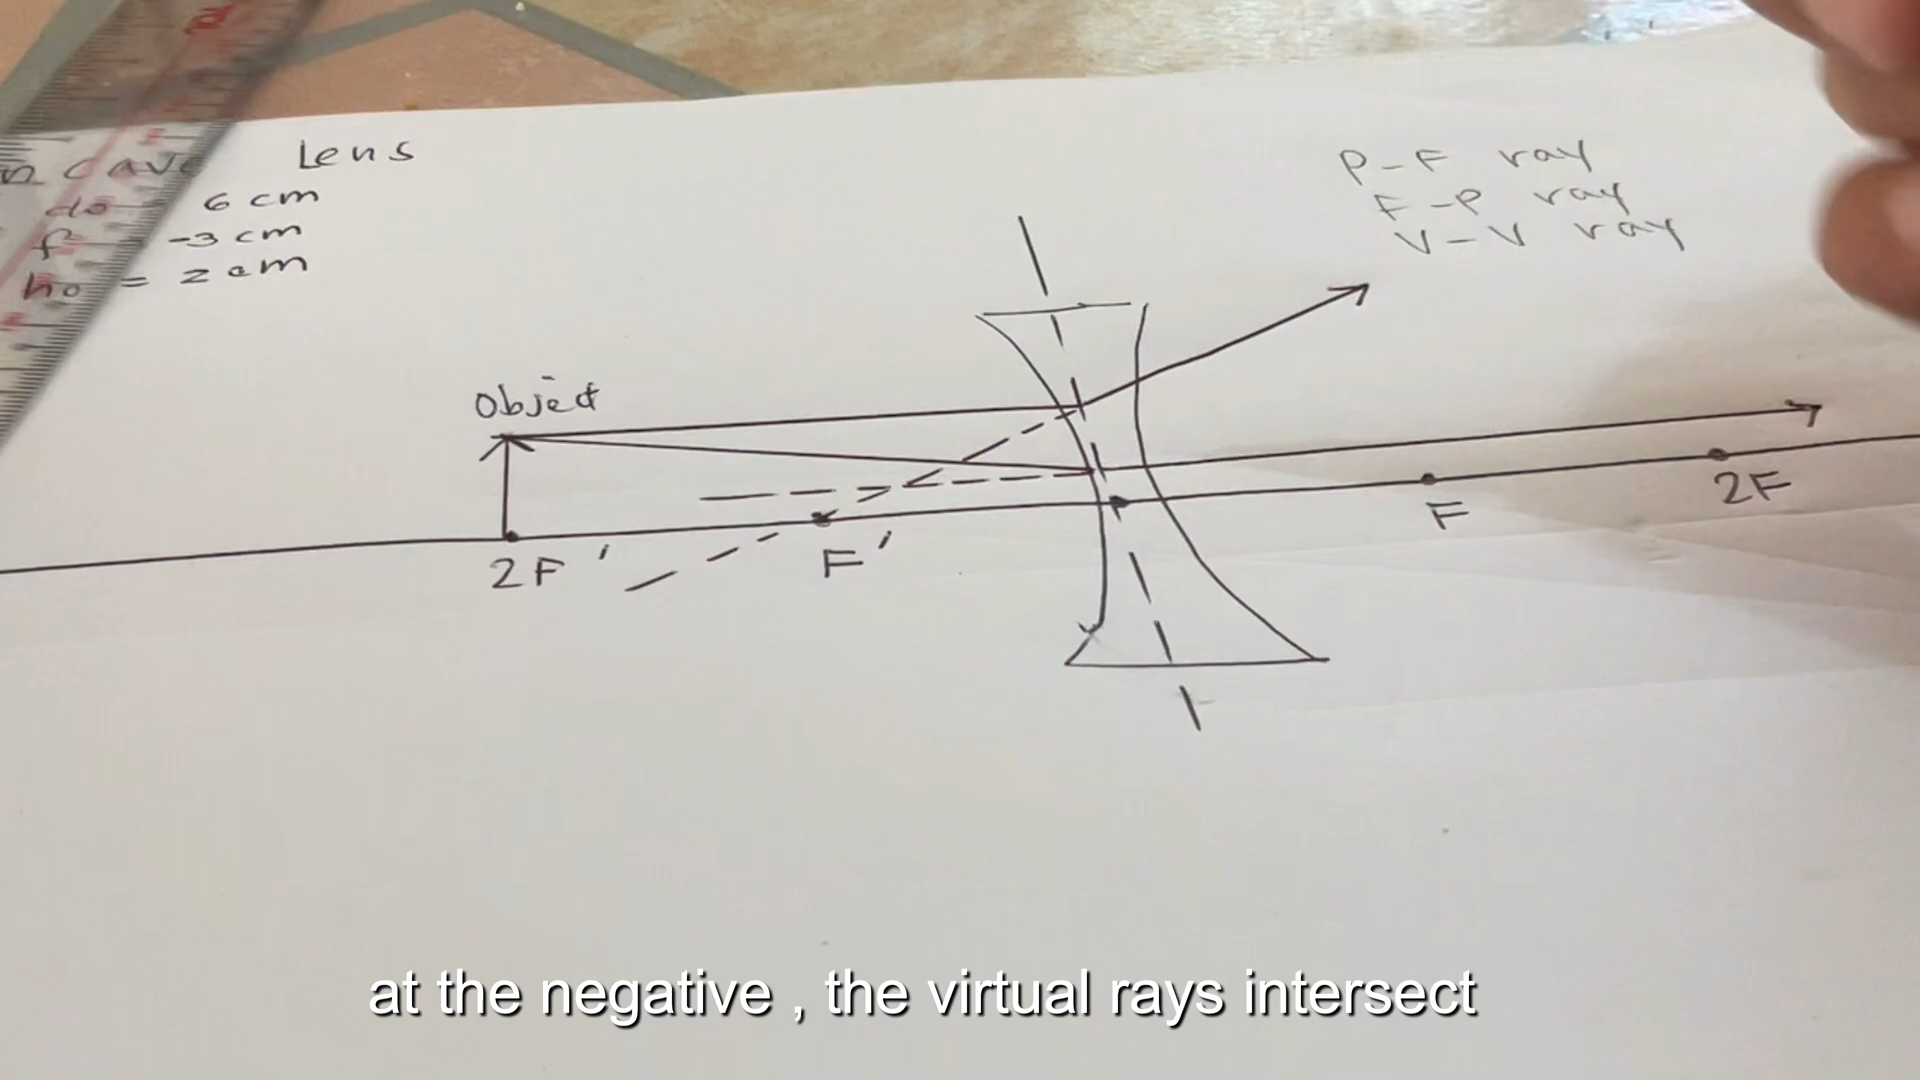 Lens
6 cm
f -3 cm
ho = 2 cm
P-F ray
F-P ray
V-V ray
Object
2F'
F'
F
2F
at the negative , the virtual rays intersect